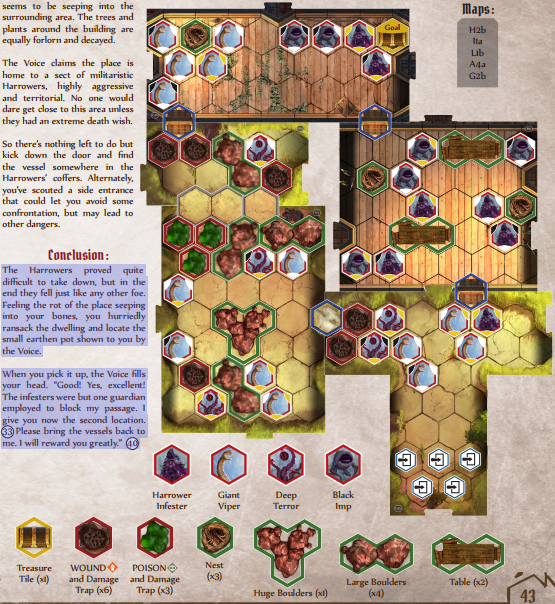 seems to be seeping into the
surrounding area. The trees and
plants around the building are
equally forlorn and decayed.
The Voice claims the place is
home to a sect of militaristic
Harrowers, highly aggressive
and territorial. No one would
dare get close to this area unless
they had an extreme death wish.
So there's nothing left to do but
kick down the door and find
the vessel somewhere in the
Harrowers' coffers. Alternately,
you've scouted a side entrance
that could let you avoid some
confrontation, but may lead to
other dangers.
Conclusion:
The Harrowers proved quite
difficult to take down, but in the
end they fell just like any other foe.
Feeling the rot of the place seeping
into your bones, you hurriedly
ransack the dwelling and locate the
small earthen pot shown to you by
the Voice.
When you pick it up, the Voice fills
your head. "Good! Yes, excellent!
The infesters were but one guardian
employed to block my passage. I
give you now the second location.
33 Please bring the vessels back to
me. I will reward you greatly." 40
Goal
Maps:
H2b
I1a
L1b
A4a
G2b
Harrower
Infester
Giant
Viper
Deep
Terror
Black
Imp
Treasure
Tile (x1)
WOUND
and Damage
Trap (x6)
POISON
and Damage
Trap (x3)
Nest
(x3)
Huge Boulders (x1)
Large Boulders
(x4)
Table (x2)
43